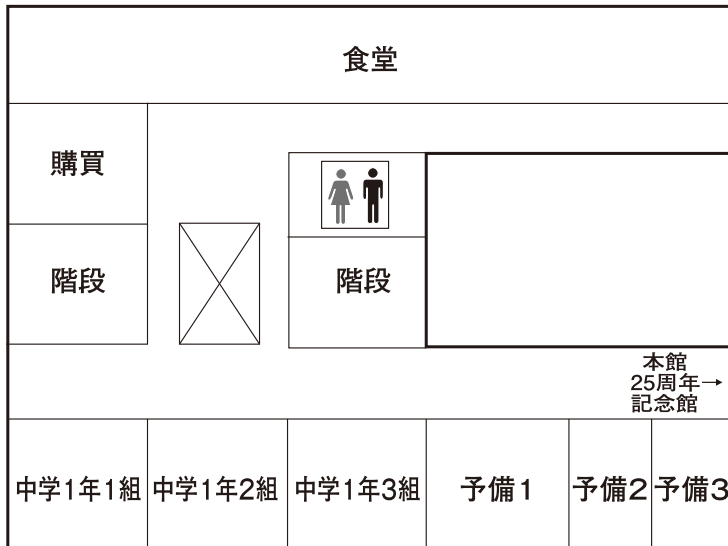 食堂
購買
階段
階段
本館
25周年→
記念館
中学1年1組
中学1年2組
中学1年3組
予備1
予備2
予備3